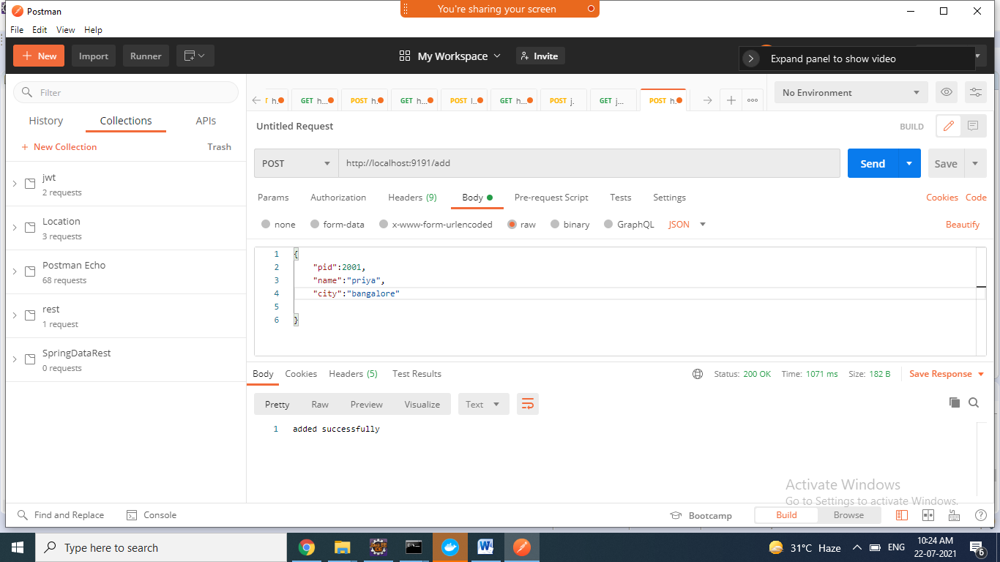 Postman
You're sharing your screen
File Edit View Help
New Import Runner My Workspace Invite
Expand panel to show video
Filter
h... GET h... POST h. GET h... POST l... GET h... POST j. GET j... POST h.
No Environment
History Collections APIs
New Collection Trash
Untitled Request BUILD
POST http://localhost:9191/add Send Save
jwt
2 requests
Location
3 requests
Postman Echo
68 requests
rest
1 request
SpringDataRest
0 requests
Params Authorization Headers (9) Body Pre-request Script Tests Settings Cookies Code
none form-data x-www-form-urlencoded raw binary GraphQL JSON Beautify
1 {
2 "pid":2001,
3 "name":"priya",
4 "city":"bangalore"
5
6 }
Body Cookies Headers (5) Test Results Status: 200 OK Time: 1071 ms Size: 182 B Save Response
Pretty Raw Preview Visualize Text
1 added successfully
Activate Windows
Go to Settings to activate Windows.
Find and Replace Console Bootcamp Build Browse
Type here to search
31°C Haze ENG
10:24 AM
22-07-2021
6